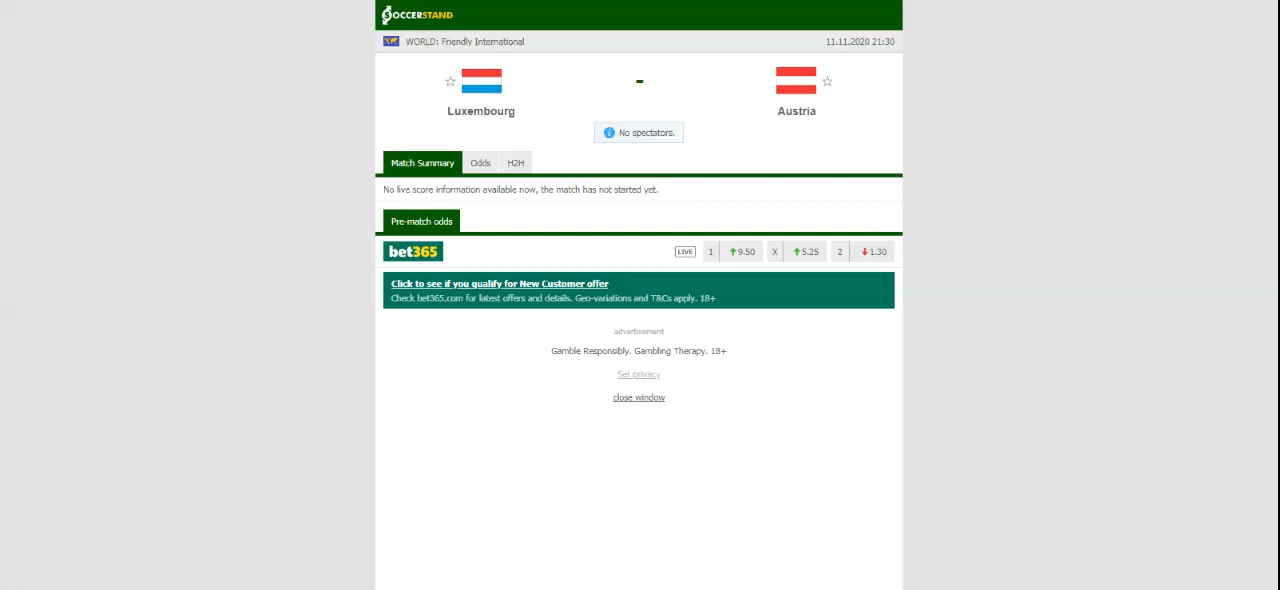 SOCCERSTAND
WORLD: Friendly International 11.11.2020 21:30
-
Luxembourg Austria
No spectators.
Match Summary Odds H2H
No live score information available now, the match has not started yet.
Pre-match odds
bet365 LIVE 1 9.50 X 5.25 2 1.30
Click to see if you qualify for New Customer offer
Check bet365.com for latest offers and details. Geo-variations and T&Cs apply. 18+
advertisement
Gamble Responsibly. Gambling Therapy. 18+
Set privacy
close window